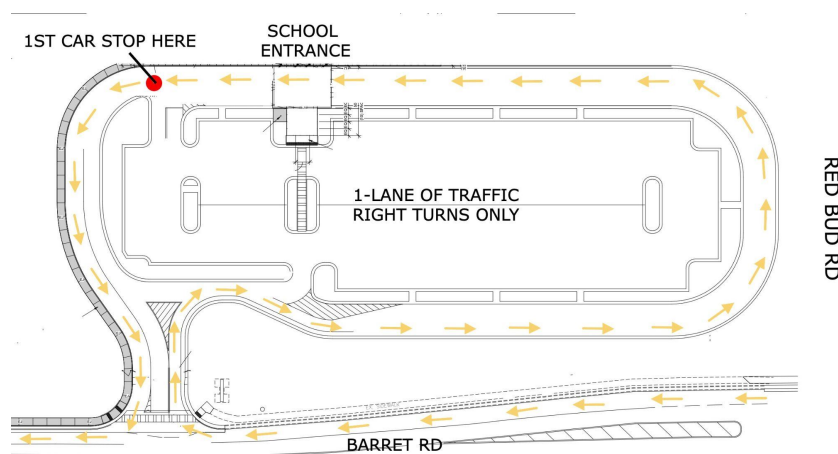 1ST CAR STOP HERE
SCHOOL
ENTRANCE
1-LANE OF TRAFFIC
RIGHT TURNS ONLY
RED BUD RD
BARRET RD